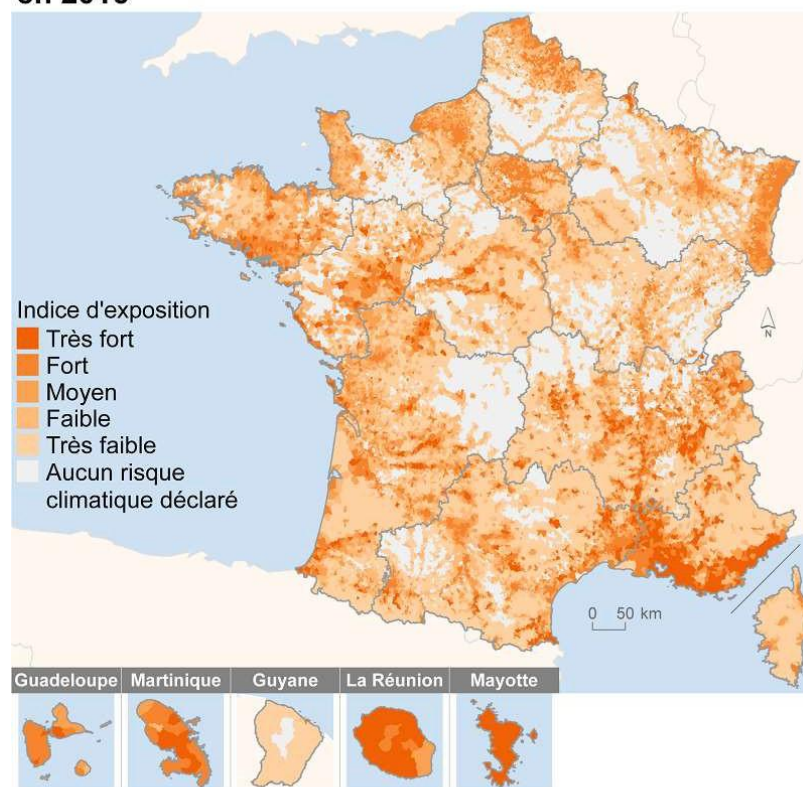 Indice d'exposition
Très fort
Fort
Moyen
Faible
Très faible
Aucun risque
climatique déclaré
N
0 50 km
Guadeloupe Martinique Guyane La Réunion Mayotte